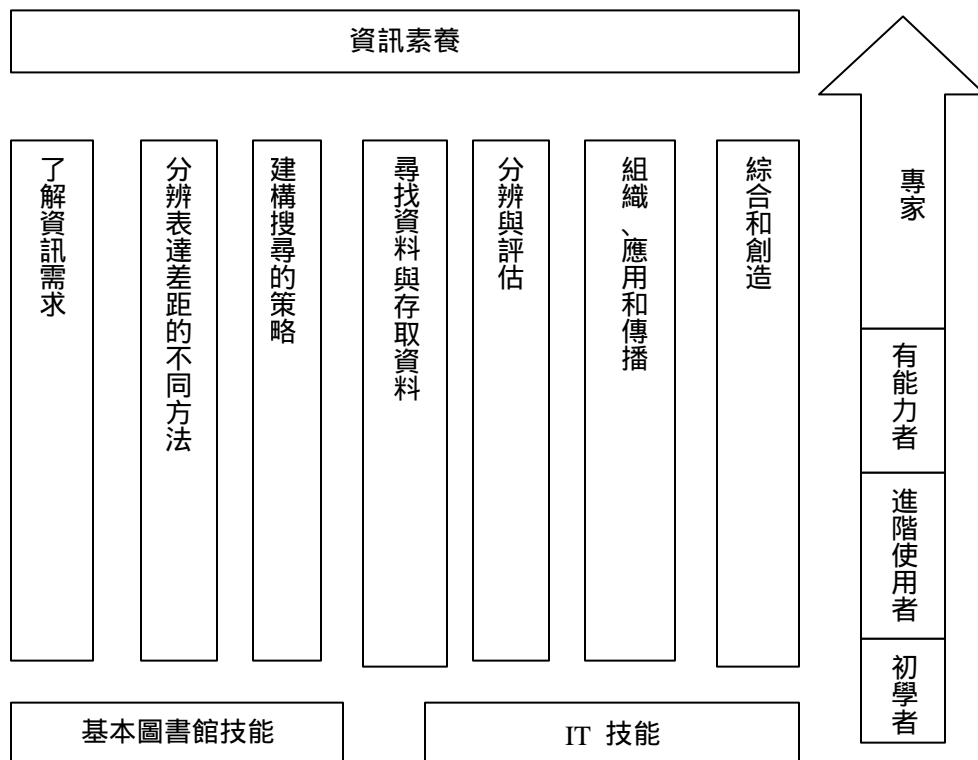 資訊素養
了解資訊需求
分辨表達差距的不同方法
建構搜尋的策略
尋找資料與存取資料
分辨與評估
組織、應用和傳播
綜合和創造
專家
有能力者
進階使用者
初學者
基本圖書館技能
IT 技能